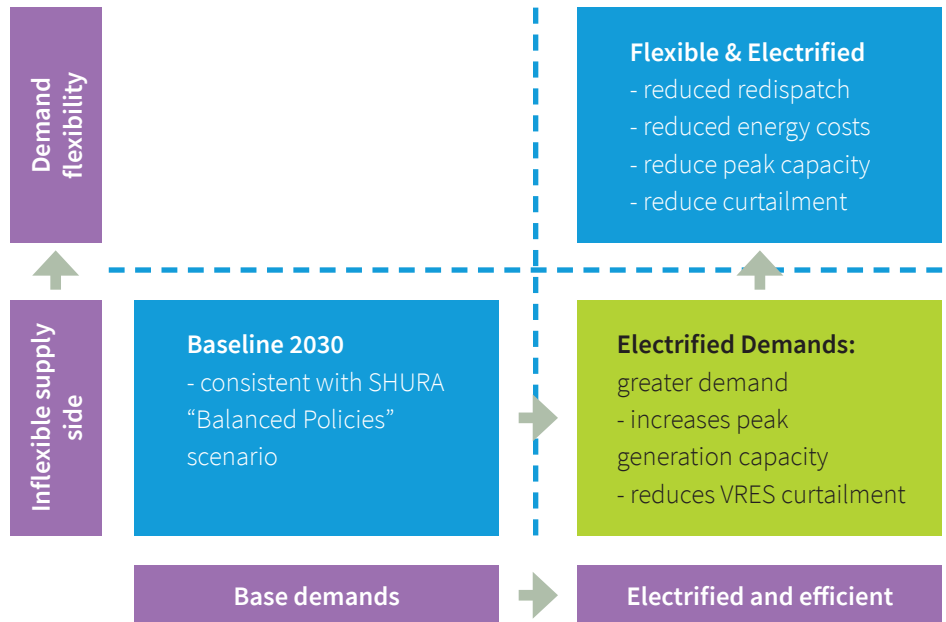 Demand
flexibility
Flexible & Electrified
- reduced redispatch
- reduced energy costs
- reduce peak capacity
- reduce curtailment
Inflexible supply
side
Baseline 2030
- consistent with SHURA
“Balanced Policies”
scenario
Electrified Demands:
greater demand
- increases peak
generation capacity
- reduces VRES curtailment
Base demands
Electrified and efficient